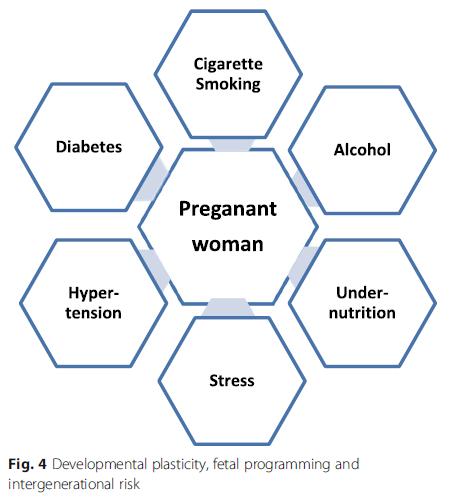 Cigarette
Smoking
Diabetes
Alcohol
Preganant
woman
Hyper-
tension
Under-
nutrition
Stress
Fig. 4 Developmental plasticity, fetal programming and
intergenerational risk